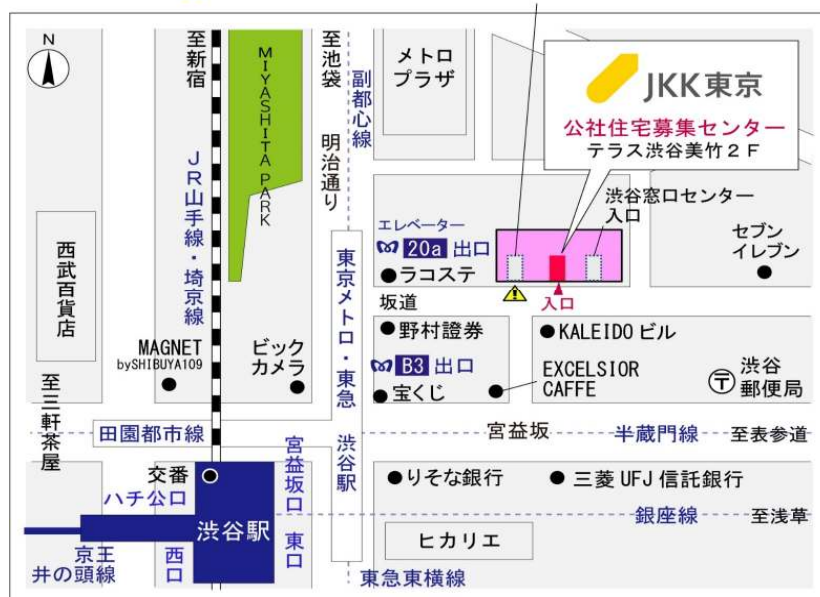 N
至新宿
MIYASHITA PARK
至池袋
副都心線
明治通り
メトロ
プラザ
JKK東京
公社住宅募集センター
テラス渋谷美竹2F
渋谷窓口センター
入口
JR山手線・埼京線
西武百貨店
エレベーター
20a 出口
ラコステ
坂道
入口
セブン
イレブン
東京メトロ・東急
渋谷駅
MAGNET
bySHIBUYA109
ビック
カメラ
野村證券
B3 出口
宝くじ
KALEIDO ビル
EXCELSIOR
CAFFE
〒
渋谷
郵便局
至三軒茶屋
田園都市線
宮益坂
半蔵門線
至表参道
交番
ハチ公口
渋谷駅
宮益坂口
東口
西口
京王
井の頭線
りそな銀行
三菱UFJ信託銀行
銀座線
至浅草
ヒカリエ
東急東横線